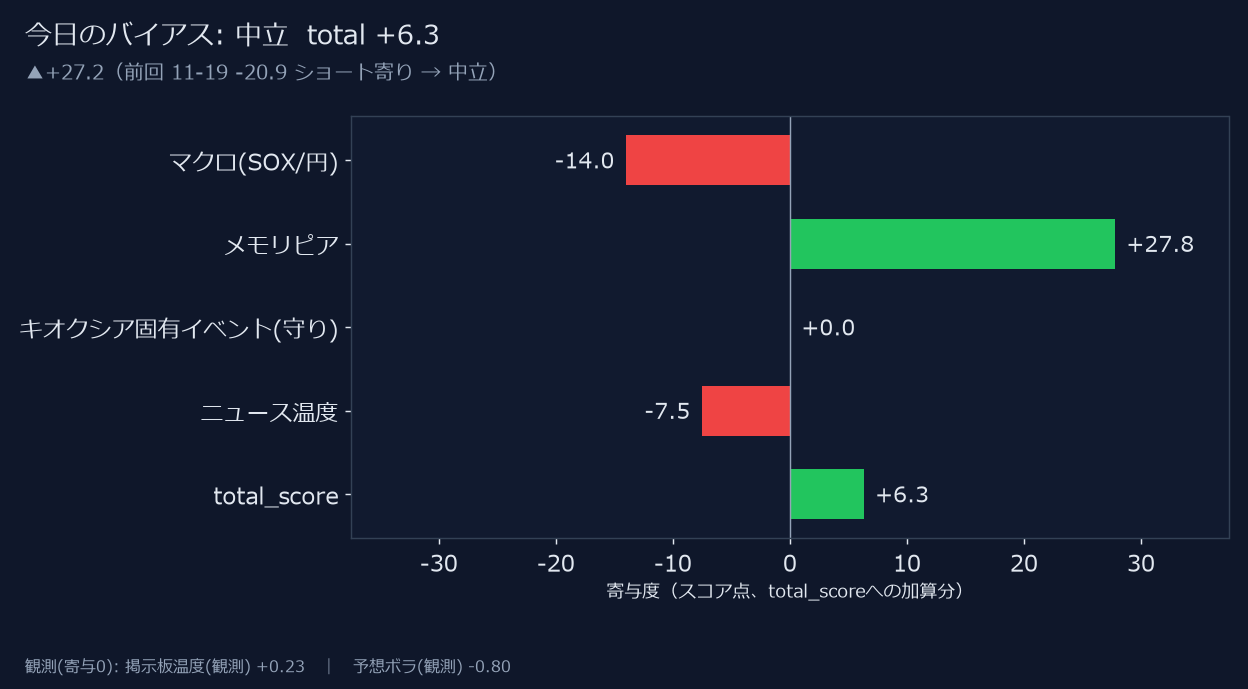 今日のバイアス: 中立 total +6.3
▲+27.2（前回 11-19 -20.9 ショート寄り → 中立）
マクロ(SOX/円)
-14.0
メモリピア
+27.8
キオクシア固有イベント(守り)
+0.0
ニュース温度
-7.5
total_score
+6.3
-30 -20 -10 0 10 20 30
寄与度（スコア点、total_scoreへの加算分）
観測(寄与0): 掲示板温度(観測) +0.23 | 予想ボラ(観測) -0.80